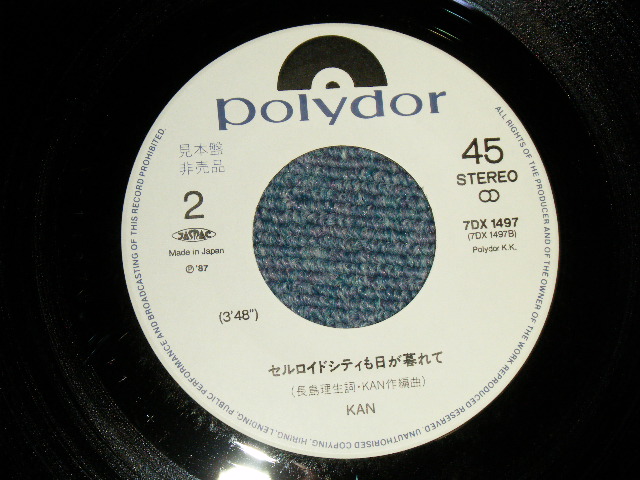 polydor
見本盤
非売品
2
JASRAC
Made in Japan
℗'87
45
STEREO
7DX 1497
(7DX 1497B)
Polydor K.K.
(3'48")
セルロイドシティも日が暮れて
(長島理生詞・KAN作編曲)
KAN
ALL RIGHTS OF THE PRODUCER AND OF THE OWNER OF THE WORK REPRODUCED RESERVED. UNAUTHORISED COPYING, HIRING, LENDING, PUBLIC PERFORMANCE AND BROADCASTING OF THIS RECORD PROHIBITED.